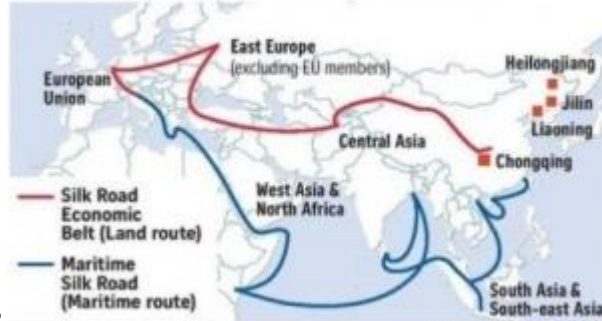 East Europe
(excluding EU members)
European
Union
Heilongjiang
Jilin
Liaoning
Central Asia
Chongqing
West Asia &
North Africa
Silk Road
Economic
Belt (Land route)
Maritime
Silk Road
(Maritime route)
South Asia &
South-east Asia